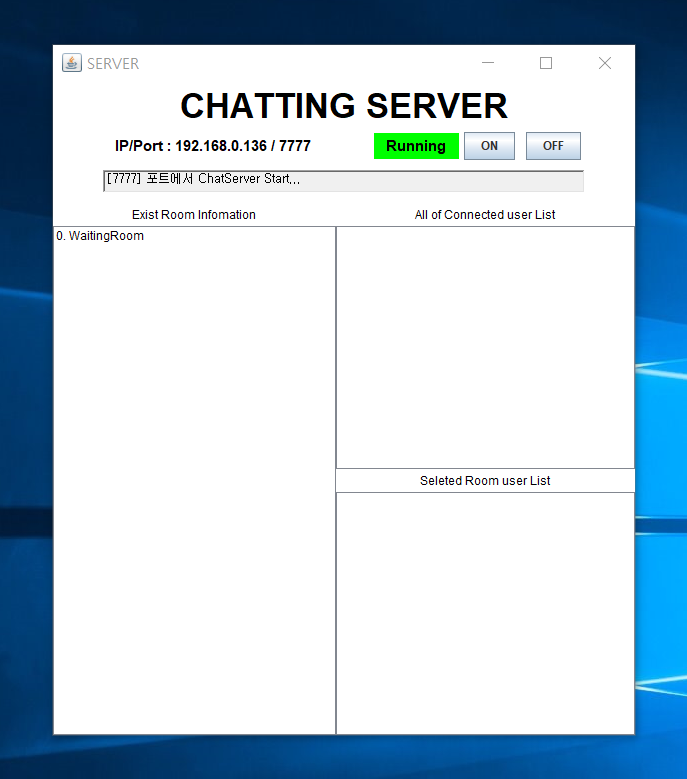 SERVER
CHATTING SERVER
IP/Port : 192.168.0.136 / 7777
Running
ON
OFF
[7777] 포트에서 ChatServer Start...
Exist Room Infomation
All of Connected user List
0. WaitingRoom
Seleted Room user List